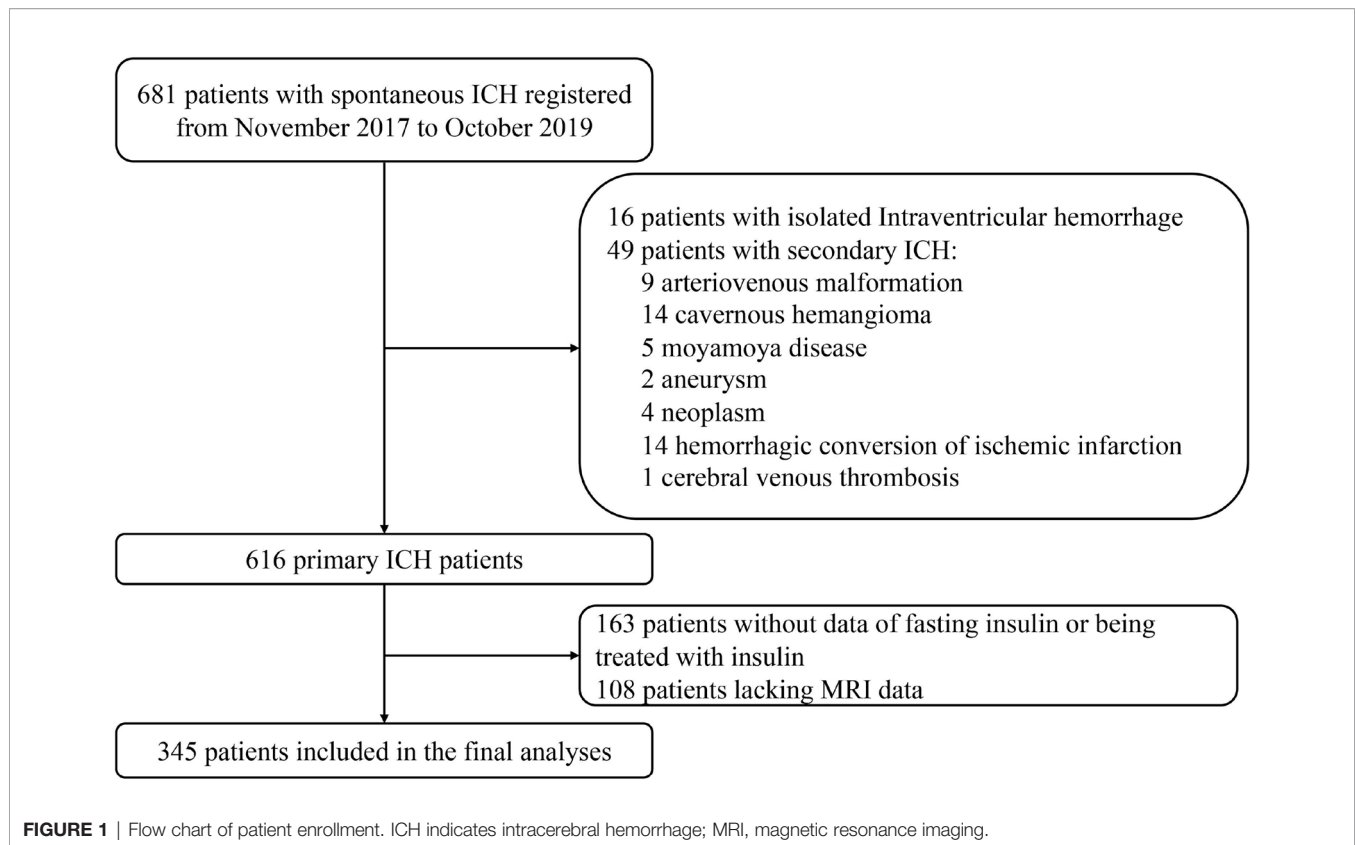 681 patients with spontaneous ICH registered
from November 2017 to October 2019
16 patients with isolated Intraventricular hemorrhage
49 patients with secondary ICH:
9 arteriovenous malformation
14 cavernous hemangioma
5 moyamoya disease
2 aneurysm
4 neoplasm
14 hemorrhagic conversion of ischemic infarction
1 cerebral venous thrombosis
616 primary ICH patients
163 patients without data of fasting insulin or being
treated with insulin
108 patients lacking MRI data
345 patients included in the final analyses
FIGURE 1 | Flow chart of patient enrollment. ICH indicates intracerebral hemorrhage; MRI, magnetic resonance imaging.